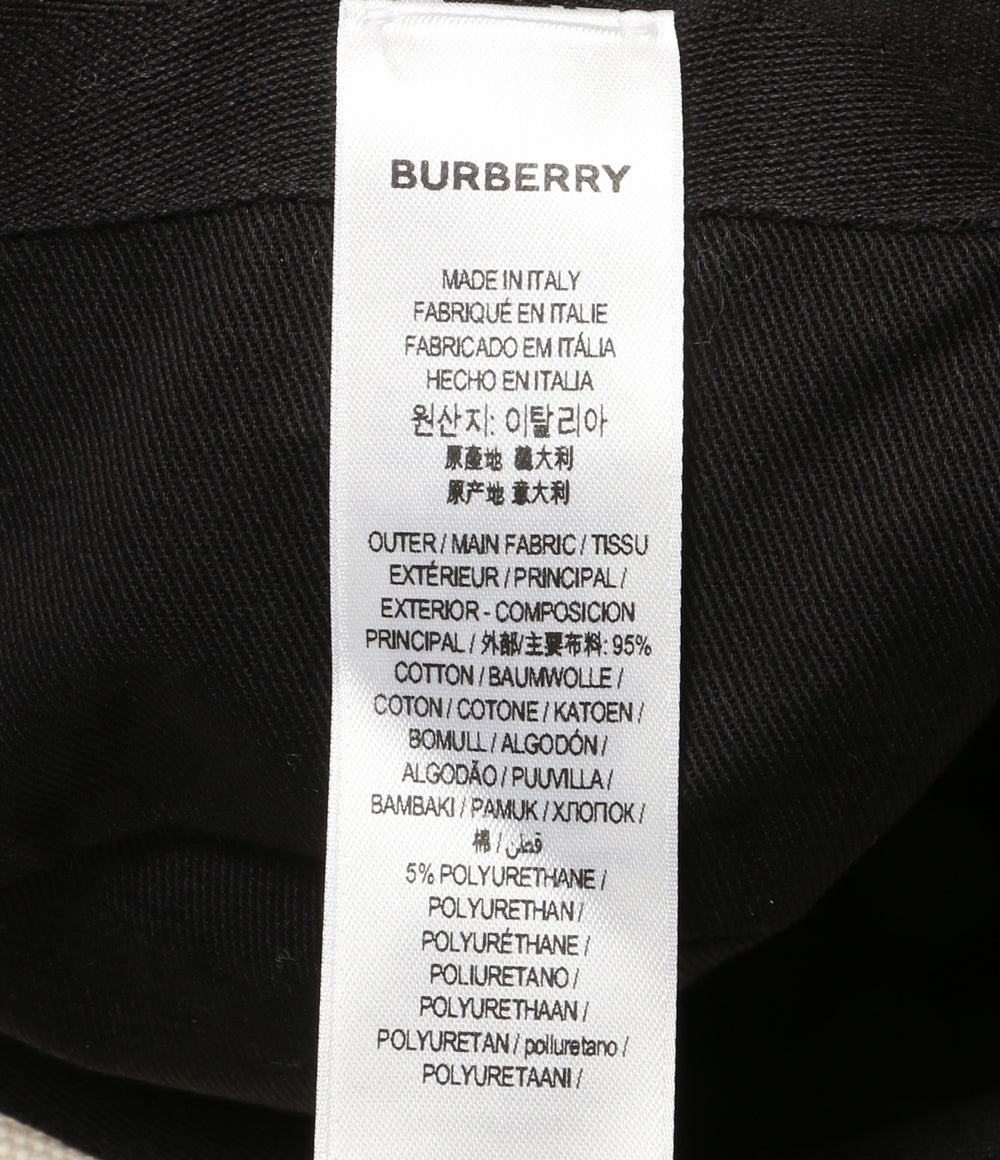 BURBERRY
MADE IN ITALY
FABRIQUÉ EN ITALIE
FABRICADO EM ITÁLIA
HECHO EN ITALIA
원산지: 이탈리아
原產地 義大利
原产地 意大利
OUTER / MAIN FABRIC / TISSU
EXTÉRIEUR / PRINCIPAL /
EXTERIOR - COMPOSICION
PRINCIPAL / 外部/主要布料: 95%
COTTON / BAUMWOLLE /
COTON / COTONE / KATOEN /
BOMULL / ALGODÓN /
ALGODÃO / PUUVILLA /
BAMBAKI / PAMUK / ХЛОПОК /
棉 / قطن
5% POLYURETHANE /
POLYURETHAN /
POLYURÉTHANE /
POLIURETANO /
POLYURETHAAN /
POLYURETAN / poliuretano /
POLYURETAANI /